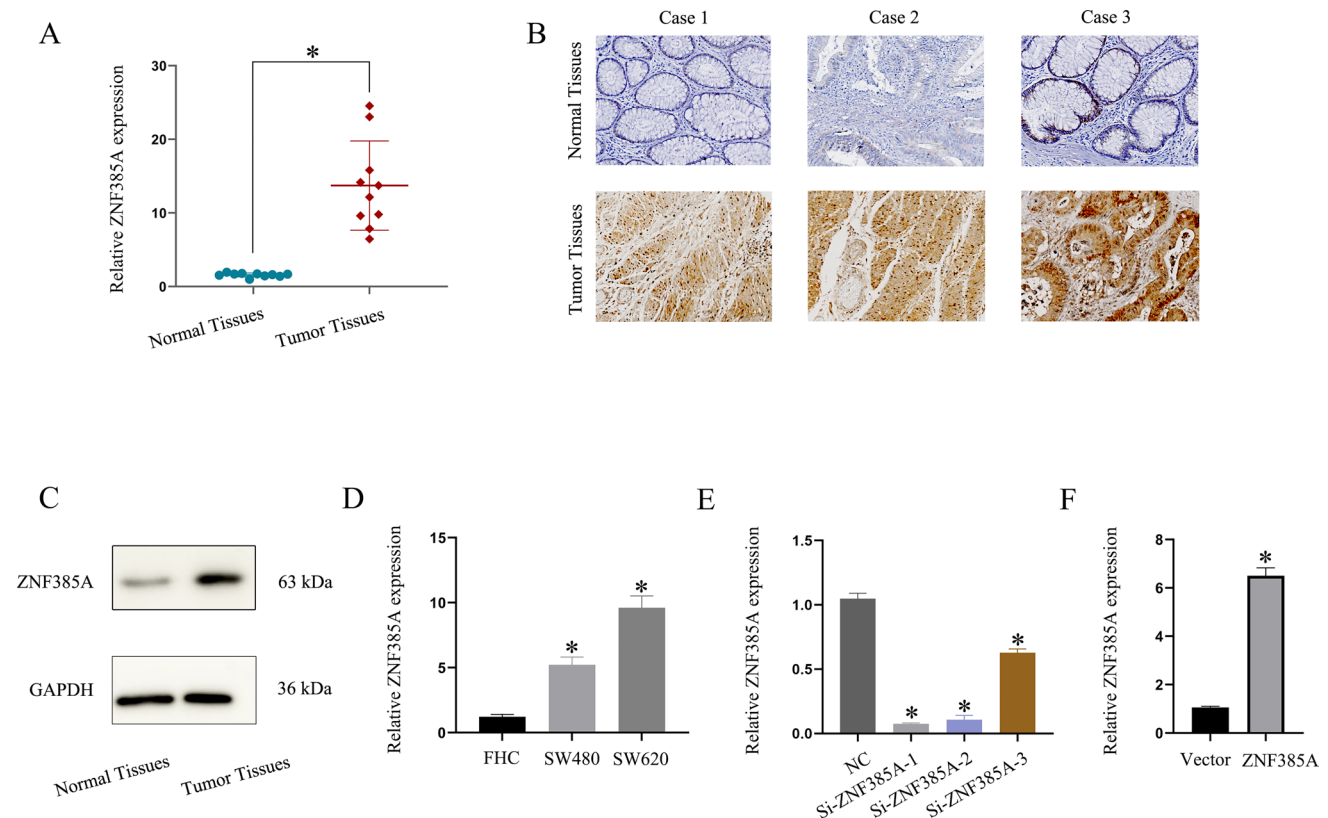 A
Relative ZNF385A expression
30
20
10
0
*
Normal Tissues
Tumor Tissues
B
Case 1
Case 2
Case 3
Normal Tissues
Tumor Tissues
C
ZNF385A
63 kDa
GAPDH
36 kDa
Normal Tissues
Tumor Tissues
D
Relative ZNF385A expression
15
10
5
0
*
*
FHC
SW480
SW620
E
Relative ZNF385A expression
1.5
1.0
0.5
0.0
*
*
*
NC
Si-ZNF385A-1
Si-ZNF385A-2
Si-ZNF385A-3
F
Relative ZNF385A expression
8
6
4
2
0
*
Vector
ZNF385A